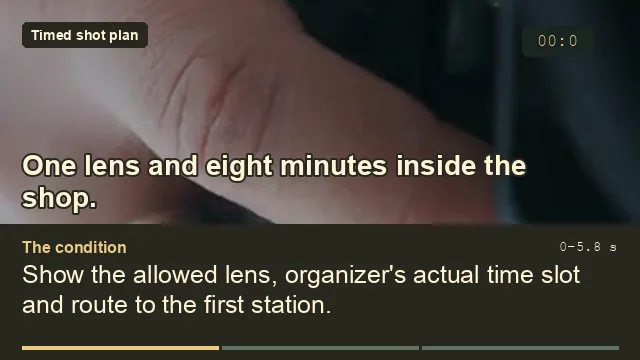 Timed shot plan
00:0
One lens and eight minutes inside the
shop.
The condition
0–5.8 s
Show the allowed lens, organizer's actual time slot
and route to the first station.